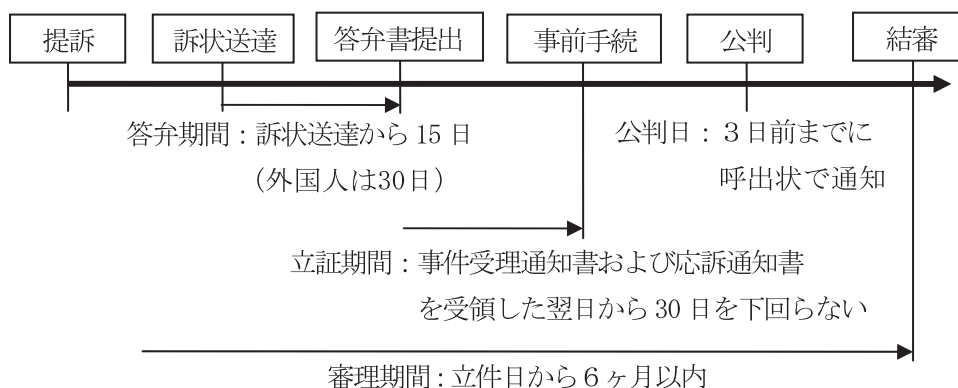 提訴 訴状送達 答弁書提出 事前手続 公判 結審
答弁期間：訴状送達から 15 日
（外国人は30日）
公判日：３日前までに
呼出状で通知
立証期間：事件受理通知書および応訴通知書
を受領した翌日から 30 日を下回らない
審理期間：立件日から６ヶ月以内